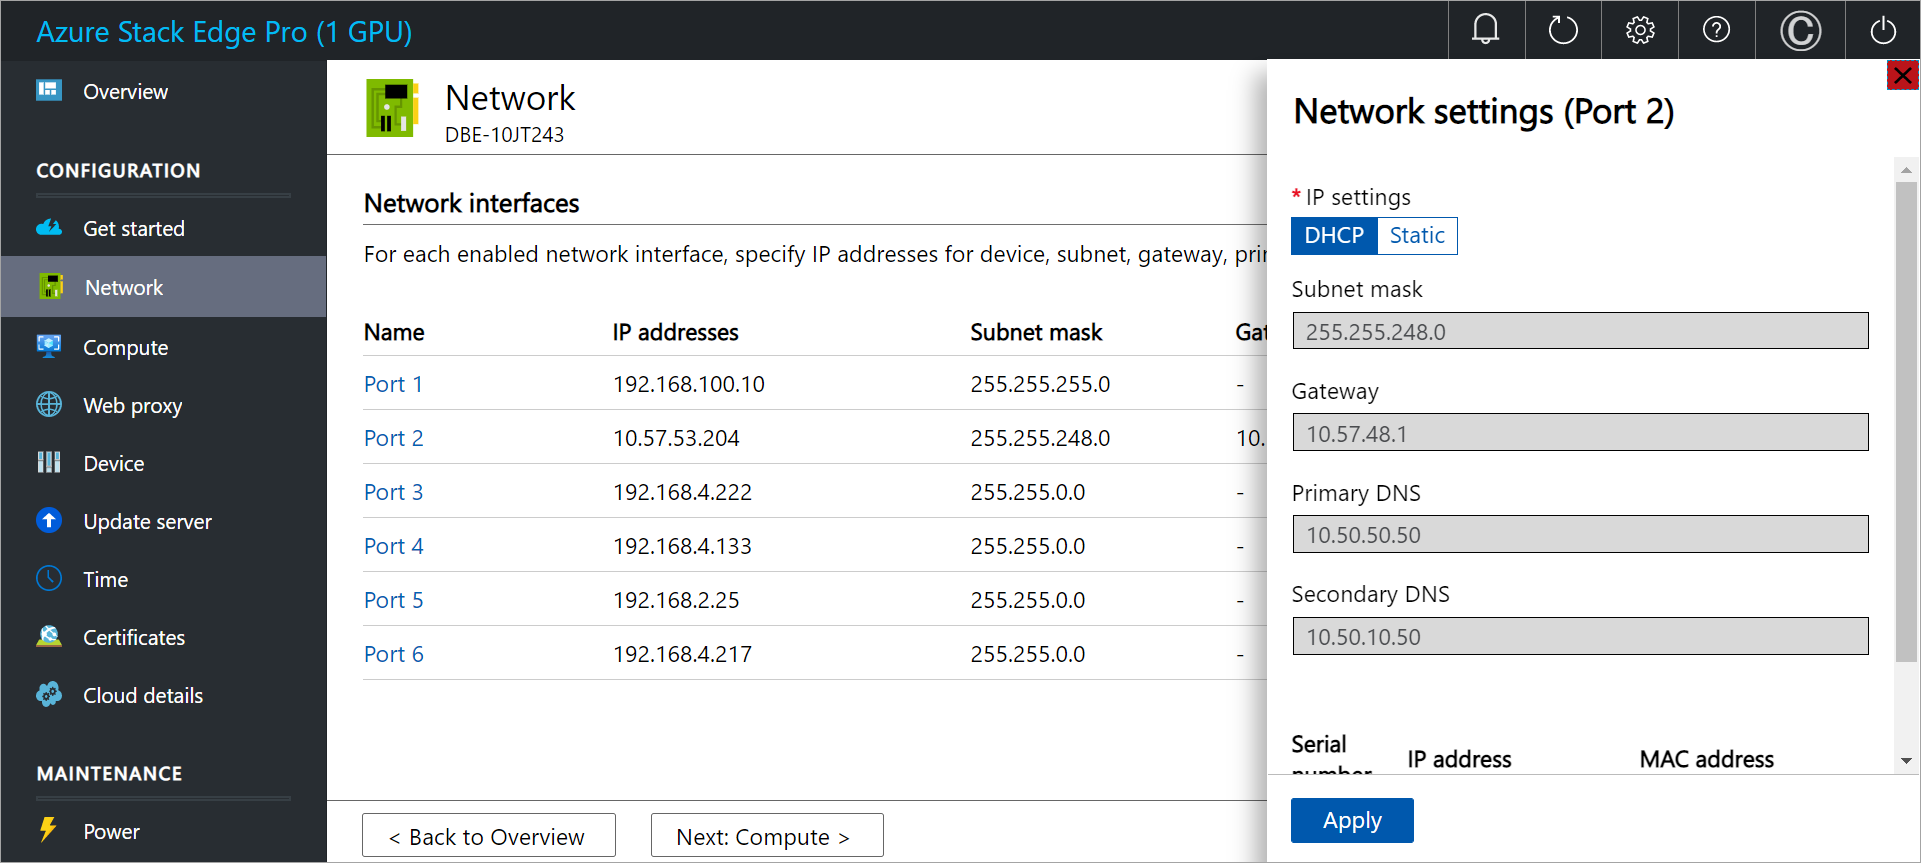 Azure Stack Edge Pro (1 GPU)
Overview
CONFIGURATION
Get started
Network
Compute
Web proxy
Device
Update server
Time
Certificates
Cloud details
MAINTENANCE
Power
Network
DBE-10JT243
Network interfaces
For each enabled network interface, specify IP addresses for device, subnet, gateway,
Name IP addresses Subnet mask
Port 1 192.168.100.10 255.255.255.0 -
Port 2 10.57.53.204 255.255.248.0 10.
Port 3 192.168.4.222 255.255.0.0 -
Port 4 192.168.4.133 255.255.0.0 -
Port 5 192.168.2.25 255.255.0.0 -
Port 6 192.168.4.217 255.255.0.0 -
< Back to Overview Next: Compute >
Network settings (Port 2)
* IP settings
DHCP Static
Subnet mask
255.255.248.0
Gateway
10.57.48.1
Primary DNS
10.50.50.50
Secondary DNS
10.50.10.50
Serial number IP address MAC address
Apply